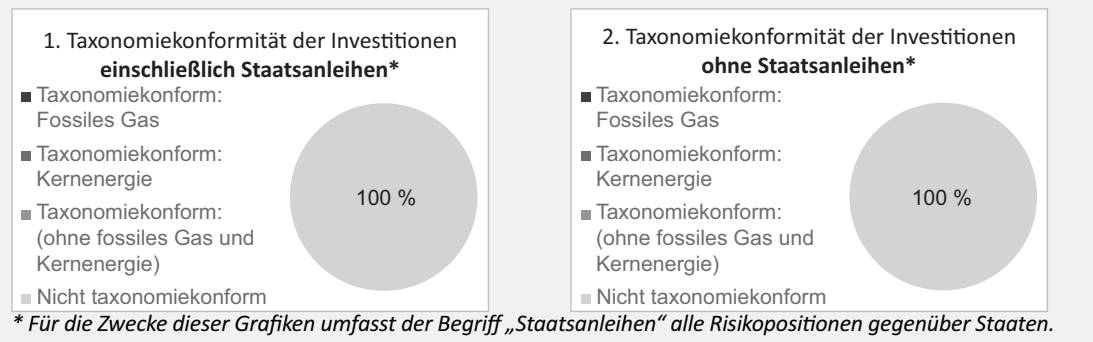 1. Taxonomiekonformität der Investitionen
einschließlich Staatsanleihen*
Taxonomiekonform:
Fossiles Gas
Taxonomiekonform:
Kernenergie
Taxonomiekonform:
(ohne fossiles Gas und
Kernenergie)
Nicht taxonomiekonform
100 %
2. Taxonomiekonformität der Investitionen
ohne Staatsanleihen*
Taxonomiekonform:
Fossiles Gas
Taxonomiekonform:
Kernenergie
Taxonomiekonform:
(ohne fossiles Gas und
Kernenergie)
Nicht taxonomiekonform
100 %
* Für die Zwecke dieser Grafiken umfasst der Begriff „Staatsanleihen“ alle Risikopositionen gegenüber Staaten.